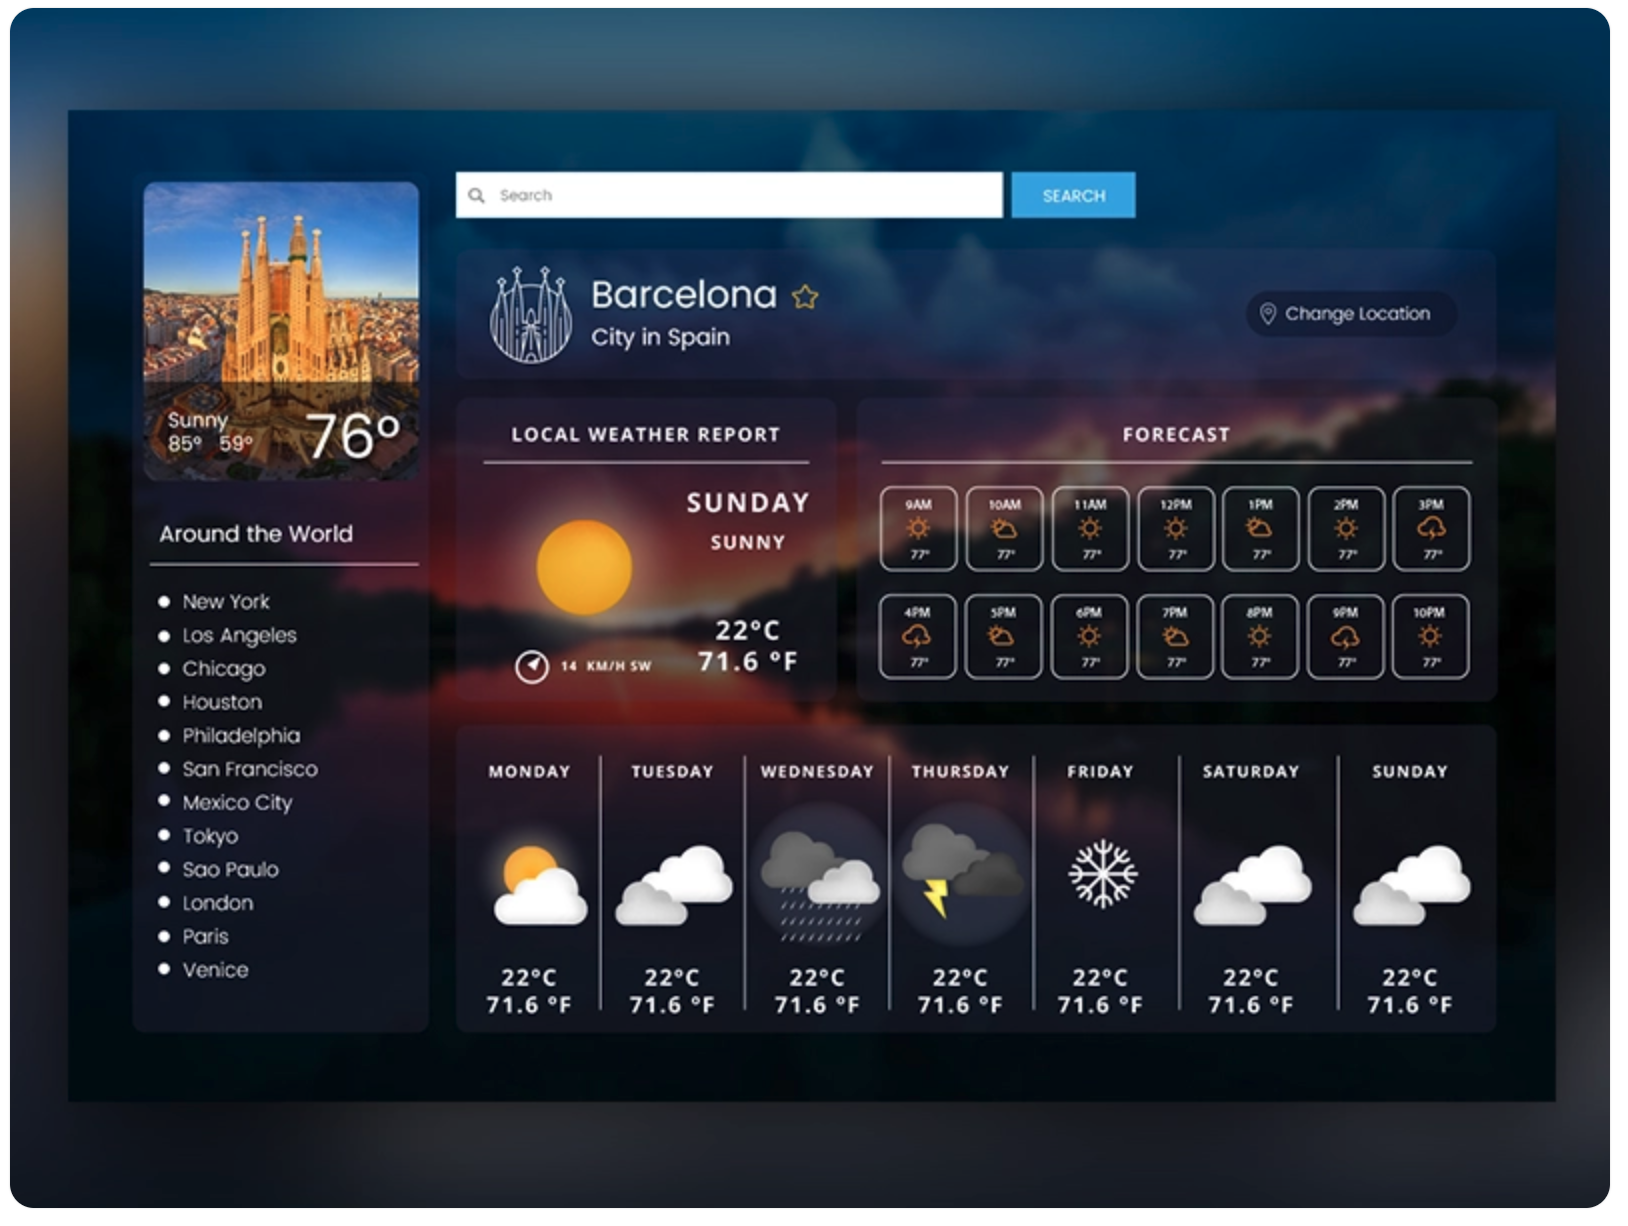 Search
SEARCH
Barcelona
City in Spain
Change Location
Sunny
85° 59°
76°
Around the World
New York
Los Angeles
Chicago
Houston
Philadelphia
San Francisco
Mexico City
Tokyo
Sao Paulo
London
Paris
Venice
LOCAL WEATHER REPORT
SUNDAY
SUNNY
22°C
71.6 °F
14 KM/H SW
FORECAST
9AM 10AM 11AM 12PM 1PM 2PM 3PM
77° 77° 77° 77° 77° 77° 77°
4PM 5PM 6PM 7PM 8PM 9PM 10PM
77° 77° 77° 77° 77° 77° 77°
MONDAY TUESDAY WEDNESDAY THURSDAY FRIDAY SATURDAY SUNDAY
22°C 22°C 22°C 22°C 22°C 22°C 22°C
71.6 °F 71.6 °F 71.6 °F 71.6 °F 71.6 °F 71.6 °F 71.6 °F